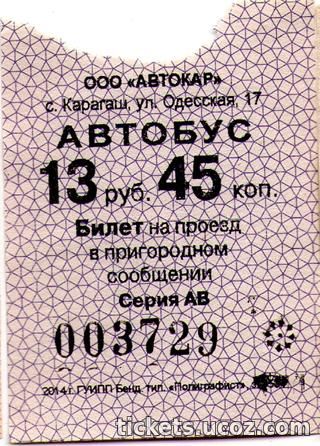 ООО «АВТОКАР»
с. Карагаш, ул. Одесская, 17
АВТОБУС
13 руб. 45 коп.
Билет на проезд
в пригородном
сообщении
Серия АВ
003729
2014 г. ГУИПП Бенд. тип. «Полиграфист»,
tickets.ucoz.com